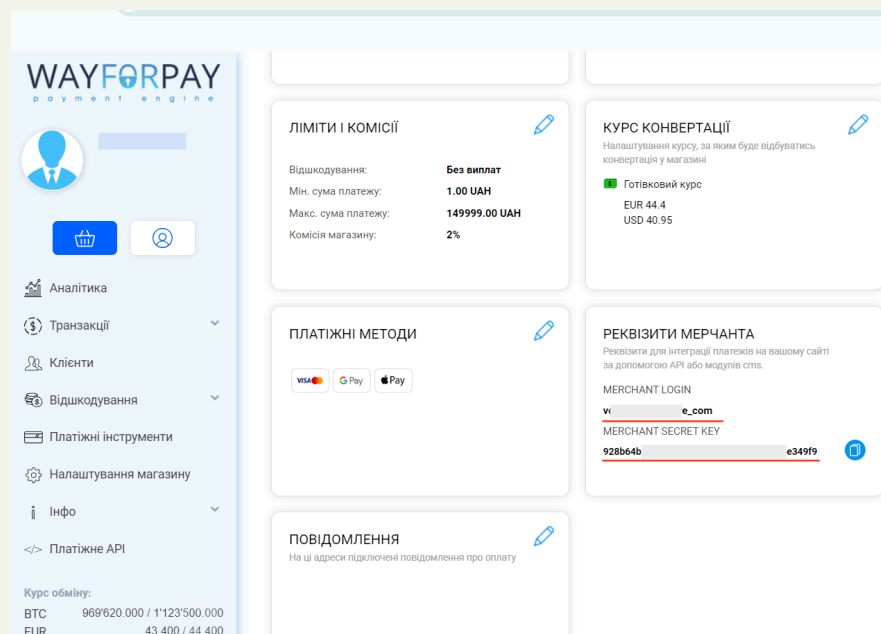 WAYFORPAY
payment engine
Аналітика
Транзакції
Клієнти
Відшкодування
Платіжні інструменти
Налаштування магазину
Інфо
</> Платіжне АРІ
Курс обміну:
BTC 969'620.000 / 1'123'500.000
EUR 43.400 / 44.400
ЛІМІТИ І КОМІСІЇ
Відшкодування: Без виплат
Мін. сума платежу: 1.00 UAH
Макс. сума платежу: 149999.00 UAH
Комісія магазину: 2%
КУРС КОНВЕРТАЦІЇ
Налаштування курсу, за яким буде відбуватись
конвертація у магазині
$ Готівковий курс
EUR 44.4
USD 40.95
ПЛАТІЖНІ МЕТОДИ
VISA G Pay Pay
РЕКВІЗИТИ МЕРЧАНТА
Реквізити для інтеграції платежів на вашому сайті
за допомогою АРІ або модулів cms.
MERCHANT LOGIN
e_com
MERCHANT SECRET KEY
928b64b e349f9
ПОВІДОМЛЕННЯ
На ці адреси підключені повідомлення про оплату